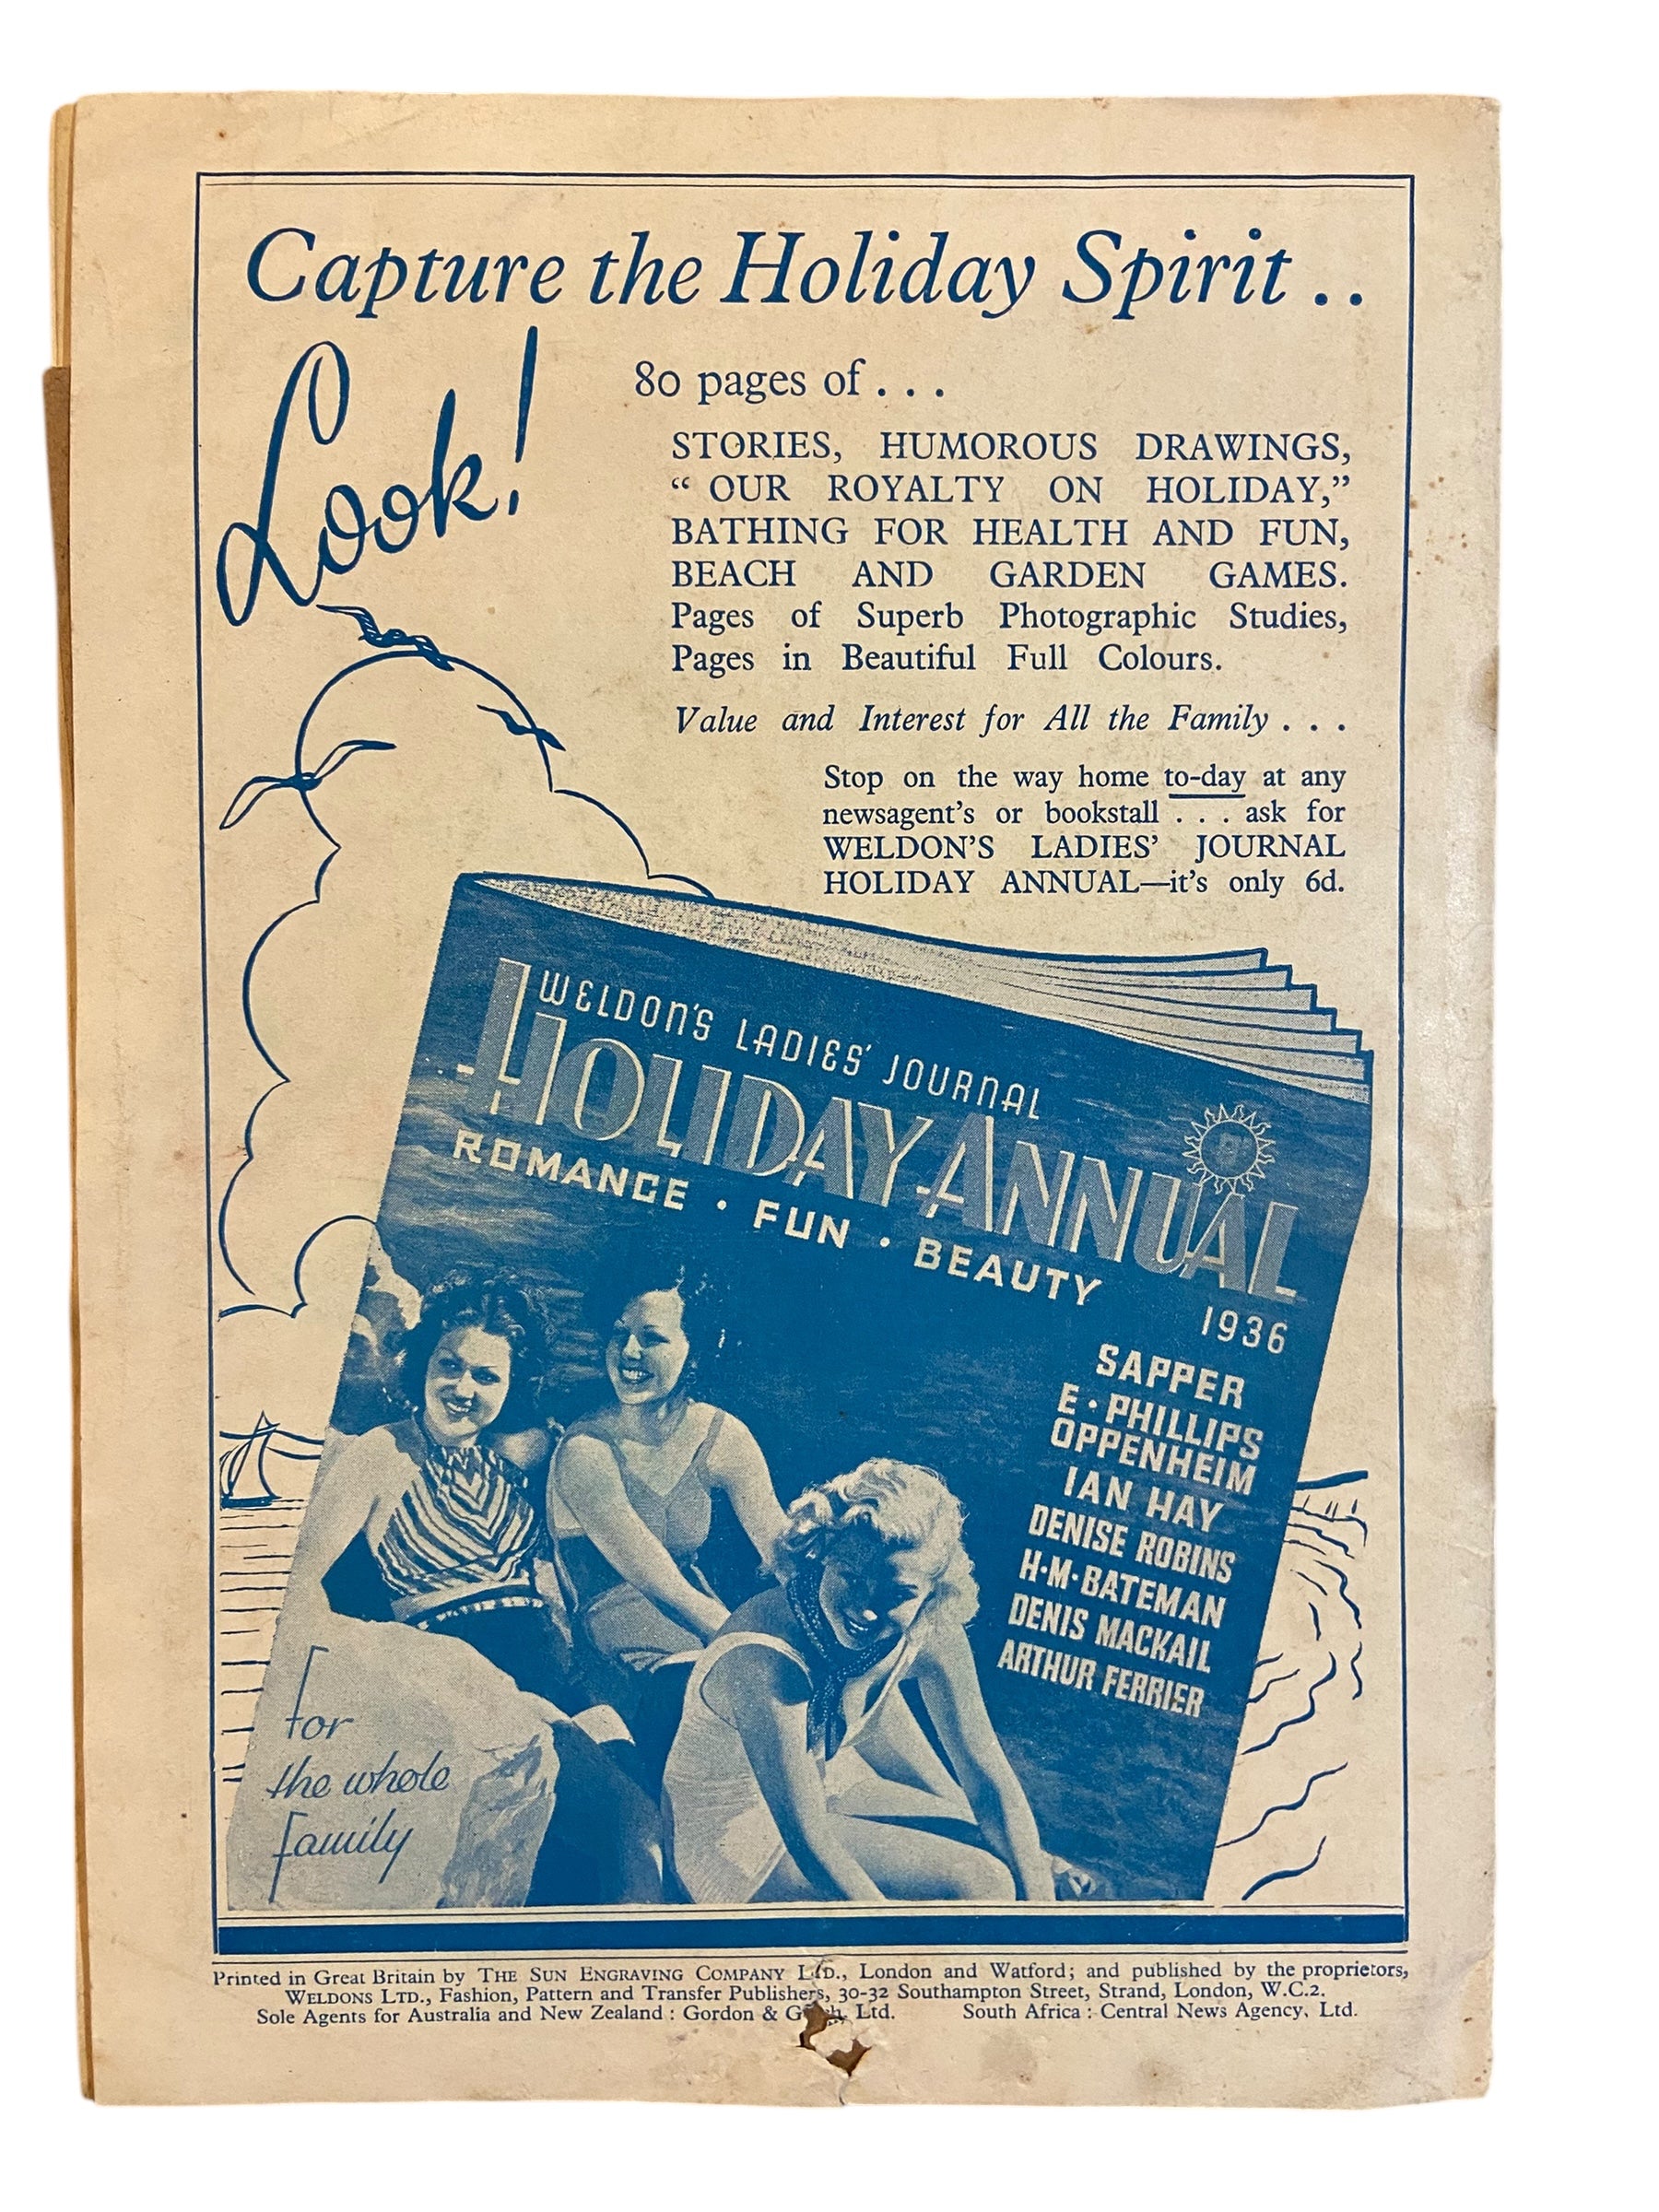 Capture the Holiday Spirit . .
Look!
80 pages of . . .
STORIES, HUMOROUS DRAWINGS,
“ OUR ROYALTY ON HOLIDAY,”
BATHING FOR HEALTH AND FUN,
BEACH AND GARDEN GAMES.
Pages of Superb Photographic Studies,
Pages in Beautiful Full Colours.
Value and Interest for All the Family . . .
Stop on the way home to-day at any
newsagent’s or bookstall . . . ask for
WELDON’S LADIES’ JOURNAL
HOLIDAY ANNUAL—it’s only 6d.
WELDON'S LADIES' JOURNAL
HOLIDAY ANNUAL
ROMANCE · FUN · BEAUTY
1936
SAPPER
E · PHILLIPS
OPPENHEIM
IAN HAY
DENISE ROBINS
H·M·BATEMAN
DENIS MACKAIL
ARTHUR FERRIER
For
the whole
family
Printed in Great Britain by THE SUN ENGRAVING COMPANY LTD., London and Watford; and published by the proprietors,
WELDONS LTD., Fashion, Pattern and Transfer Publishers, 30-32 Southampton Street, Strand, London, W.C.2.
Sole Agents for Australia and New Zealand : Gordon & Ltd. South Africa : Central News Agency, Ltd.